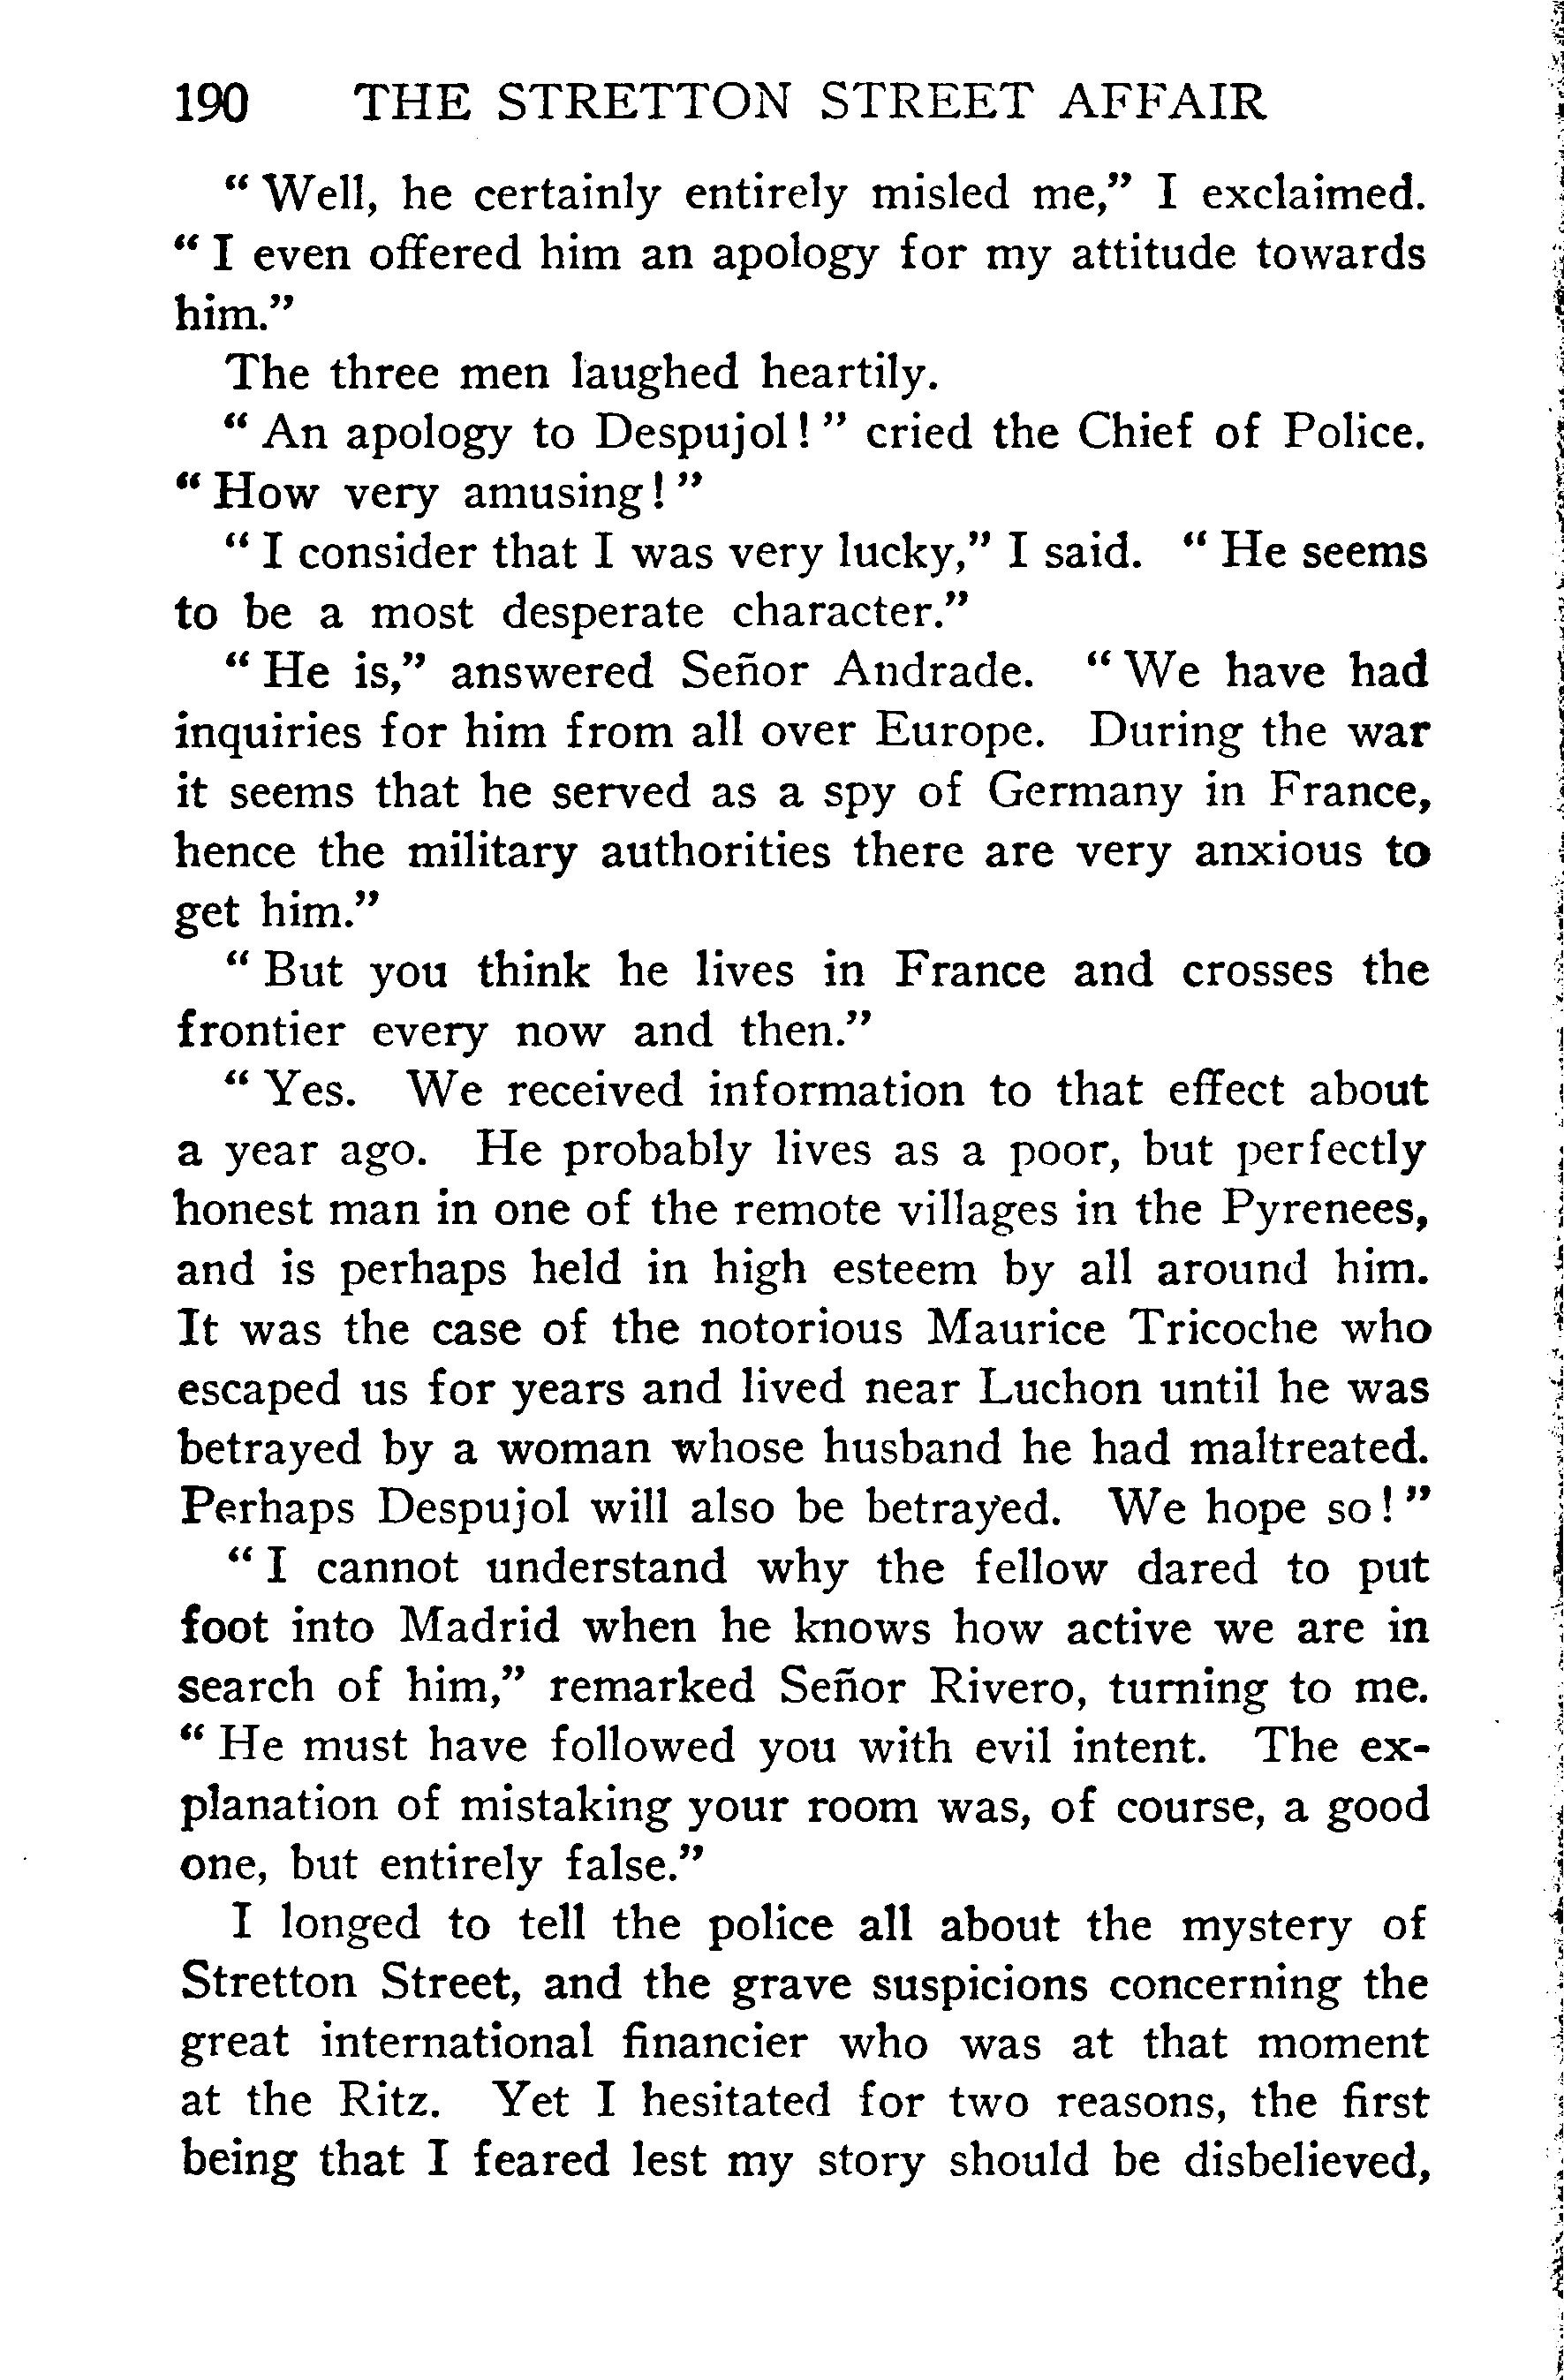 190 THE STRETTON STREET AFFAIR
“ Well, he certainly entirely misled me,” I exclaimed.
“ I even offered him an apology for my attitude towards
him.”
The three men laughed heartily.
“ An apology to Despujol! ” cried the Chief of Police.
“ How very amusing! ”
“ I consider that I was very lucky,” I said. “ He seems
to be a most desperate character.”
“ He is,” answered Señor Andrade. “ We have had
inquiries for him from all over Europe. During the war
it seems that he served as a spy of Germany in France,
hence the military authorities there are very anxious to
get him.”
“ But you think he lives in France and crosses the
frontier every now and then.”
“ Yes. We received information to that effect about
a year ago. He probably lives as a poor, but perfectly
honest man in one of the remote villages in the Pyrenees,
and is perhaps held in high esteem by all around him.
It was the case of the notorious Maurice Tricoche who
escaped us for years and lived near Luchon until he was
betrayed by a woman whose husband he had maltreated.
Perhaps Despujol will also be betrayed. We hope so! ”
“ I cannot understand why the fellow dared to put
foot into Madrid when he knows how active we are in
search of him,” remarked Señor Rivero, turning to me.
“ He must have followed you with evil intent. The ex-
planation of mistaking your room was, of course, a good
one, but entirely false.”
I longed to tell the police all about the mystery of
Stretton Street, and the grave suspicions concerning the
great international financier who was at that moment
at the Ritz. Yet I hesitated for two reasons, the first
being that I feared lest my story should be disbelieved,